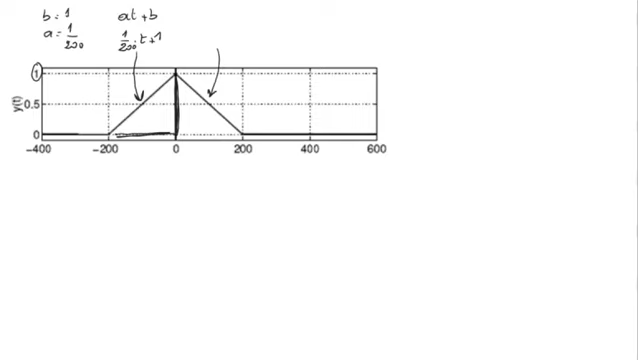 b = 1
at + b
a = 1/200
1/200 · t + 1
1
0.5
0
y(t)
−400 −200 0 200 400 600